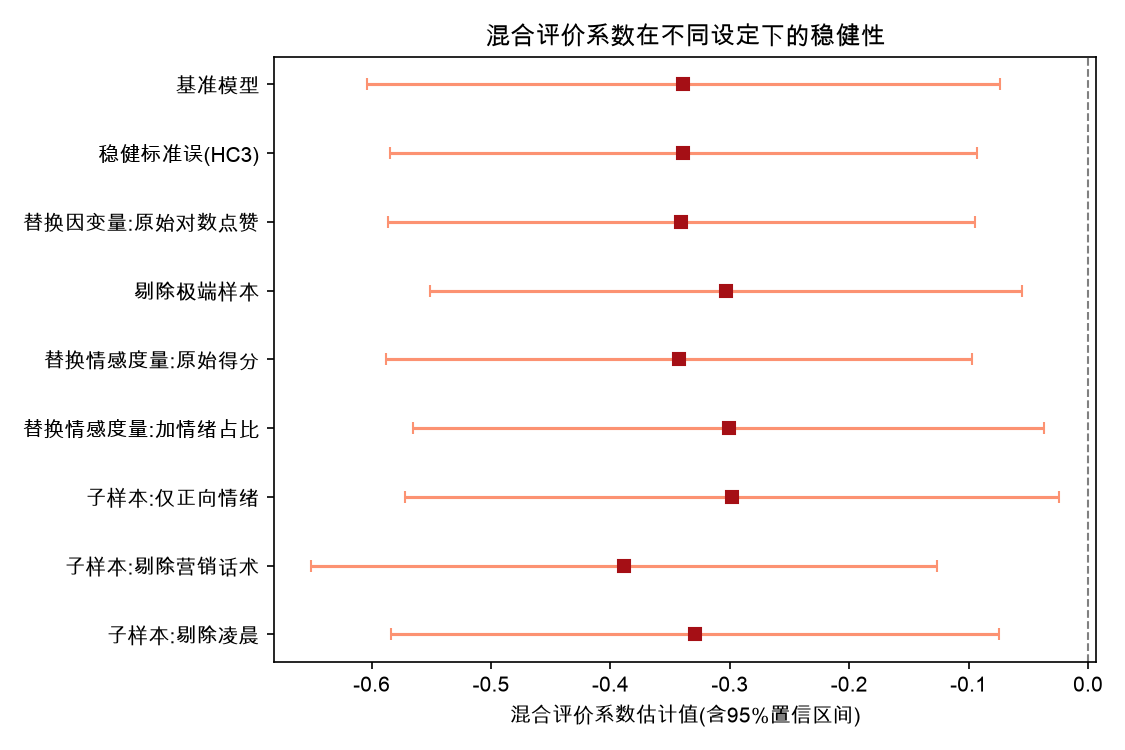 混合评价系数在不同设定下的稳健性
基准模型
稳健标准误(HC3)
替换因变量:原始对数点赞
剔除极端样本
替换情感度量:原始得分
替换情感度量:加情绪占比
子样本:仅正向情绪
子样本:剔除营销话术
子样本:剔除凌晨
-0.6 -0.5 -0.4 -0.3 -0.2 -0.1 0.0
混合评价系数估计值(含95%置信区间)